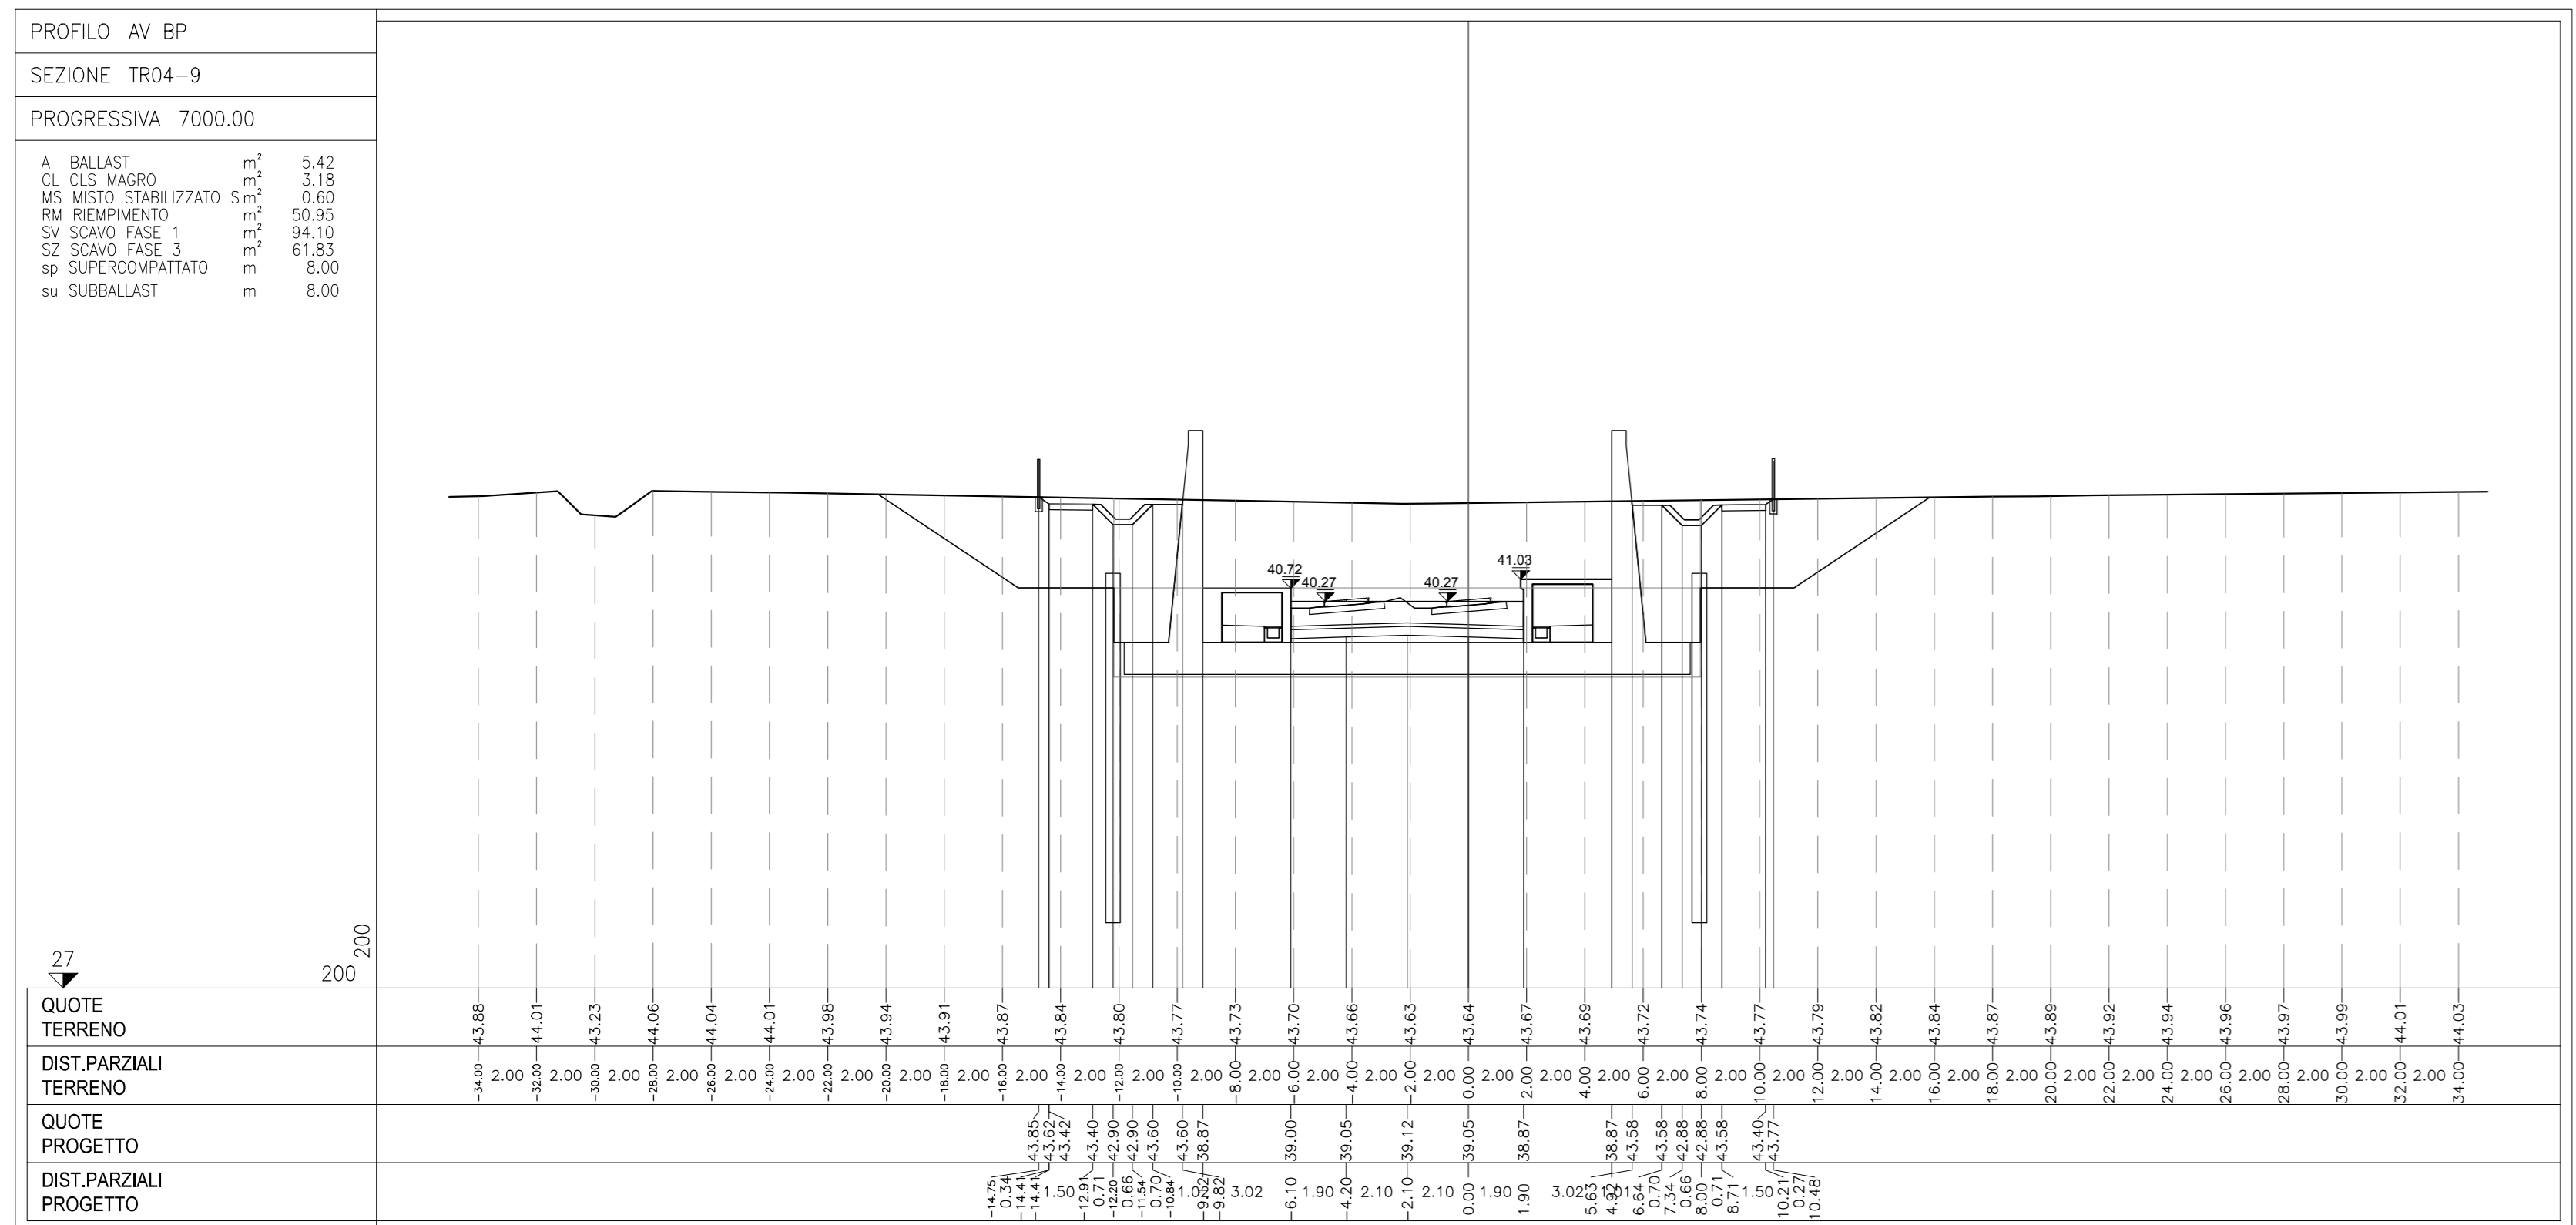 PROFILO AV BP
SEZIONE TR04-9
PROGRESSIVA 7000.00
A BALLAST m² 5.42
CL CLS MAGRO m² 3.18
MS MISTO STABILIZZATO S m² 0.60
RM RIEMPIMENTO m² 50.95
SV SCAVO FASE 1 m² 94.10
SZ SCAVO FASE 3 m² 61.83
sp SUPERCOMPATTATO m 8.00
su SUBBALLAST m 8.00
40.72
40.27
40.27
41.03
27
200
200
QUOTE
TERRENO
43.88 44.01 43.23 44.06 44.04 44.01 43.98 43.94 43.91 43.87 43.84 43.80 43.77 43.73 43.70 43.66 43.63 43.64 43.67 43.69 43.72 43.74 43.77 43.79 43.82 43.84 43.87 43.89 43.92 43.94 43.96 43.97 43.99 44.01 44.03
DIST.PARZIALI
TERRENO
-34.00 2.00 -32.00 2.00 -30.00 2.00 -28.00 2.00 -26.00 2.00 -24.00 2.00 -22.00 2.00 -20.00 2.00 -18.00 2.00 -16.00 2.00 -14.00 2.00 -12.00 2.00 -10.00 2.00 -8.00 2.00 -6.00 2.00 -4.00 2.00 -2.00 2.00 0.00 2.00 2.00 2.00 4.00 2.00 6.00 2.00 8.00 2.00 10.00 2.00 12.00 2.00 14.00 2.00 16.00 2.00 18.00 2.00 20.00 2.00 22.00 2.00 24.00 2.00 26.00 2.00 28.00 2.00 30.00 2.00 32.00 2.00 34.00
QUOTE
PROGETTO
43.85 43.62 43.42 43.40 42.90 42.90 43.60 43.60 38.87 39.00 39.05 39.12 39.05 38.87 38.87 43.58 43.58 42.88 42.88 43.58 43.40 43.77
DIST.PARZIALI
PROGETTO
-14.75 0.34 -14.41 -14.41 1.50 -12.91 0.71 -12.20 0.66 -11.54 0.70 -10.84 9.82 3.02 -6.10 1.90 -4.20 2.10 -2.10 2.10 0.00 1.90 1.90 3.02 5.63 4.92 1.01 6.64 0.70 7.34 0.66 8.00 0.71 8.71 1.50 10.21 0.27 10.48